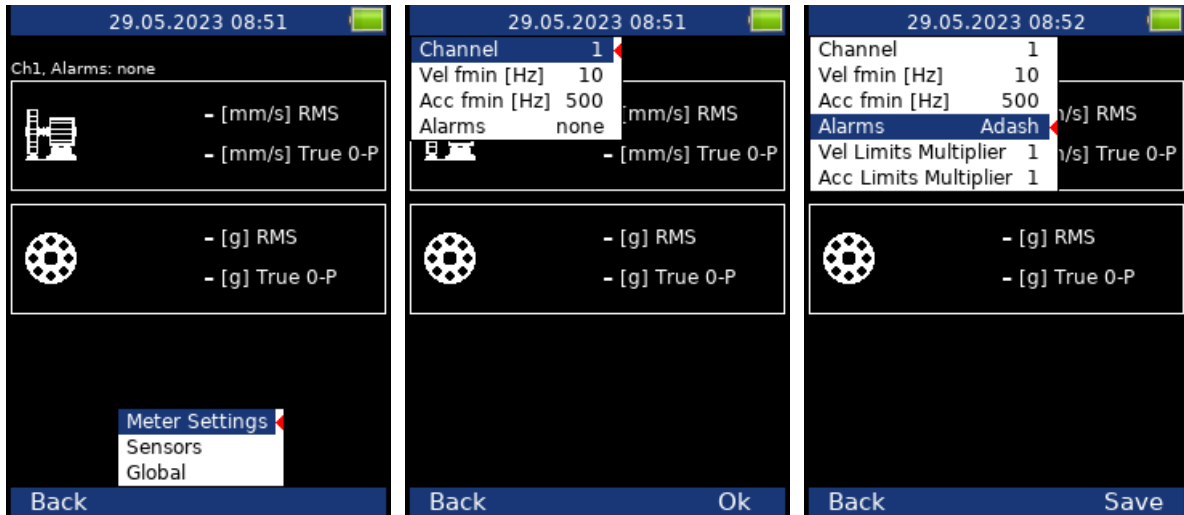 29.05.2023 08:51
Ch1, Alarms: none
- [mm/s] RMS
- [mm/s] True 0-P
- [g] RMS
- [g] True 0-P
Meter Settings
Sensors
Global
Back
29.05.2023 08:51
Channel 1
Vel fmin [Hz] 10
Acc fmin [Hz] 500
Alarms none
[mm/s] RMS
- [mm/s] True 0-P
- [g] RMS
- [g] True 0-P
Back Ok
29.05.2023 08:52
Channel 1
Vel fmin [Hz] 10
Acc fmin [Hz] 500
Alarms Adash
Vel Limits Multiplier 1
Acc Limits Multiplier 1
/s] RMS
/s] True 0-P
- [g] RMS
- [g] True 0-P
Back Save